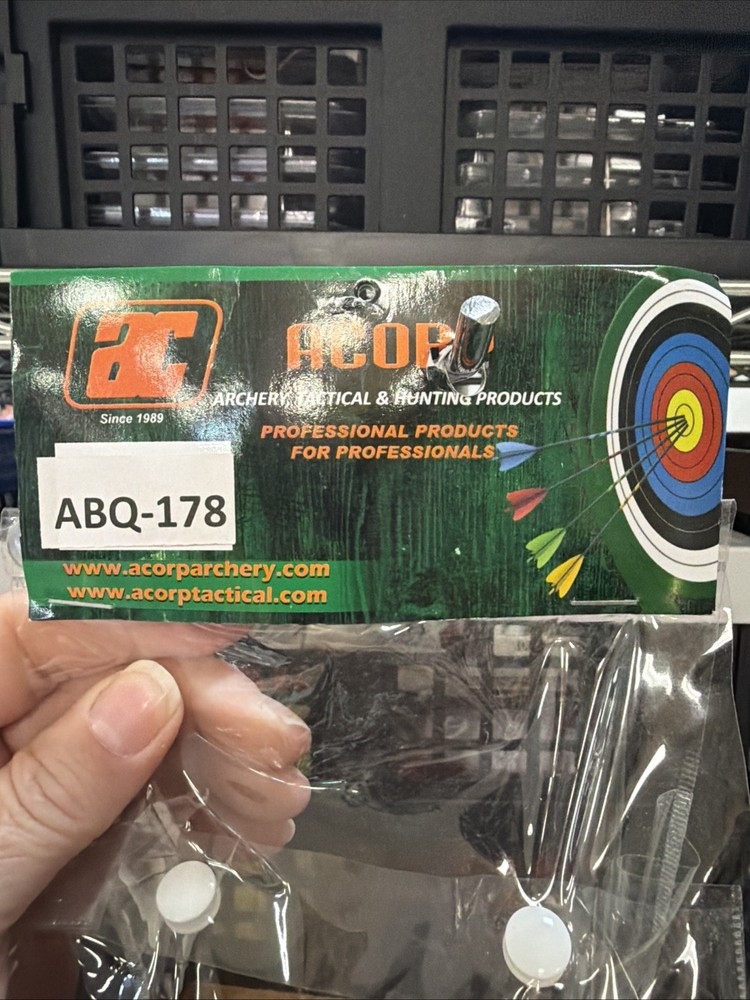 ac
Since 1989
ACORP
ARCHERY, TACTICAL & HUNTING PRODUCTS
PROFESSIONAL PRODUCTS
FOR PROFESSIONALS
ABQ-178
www.acorparchery.com
www.acorptactical.com